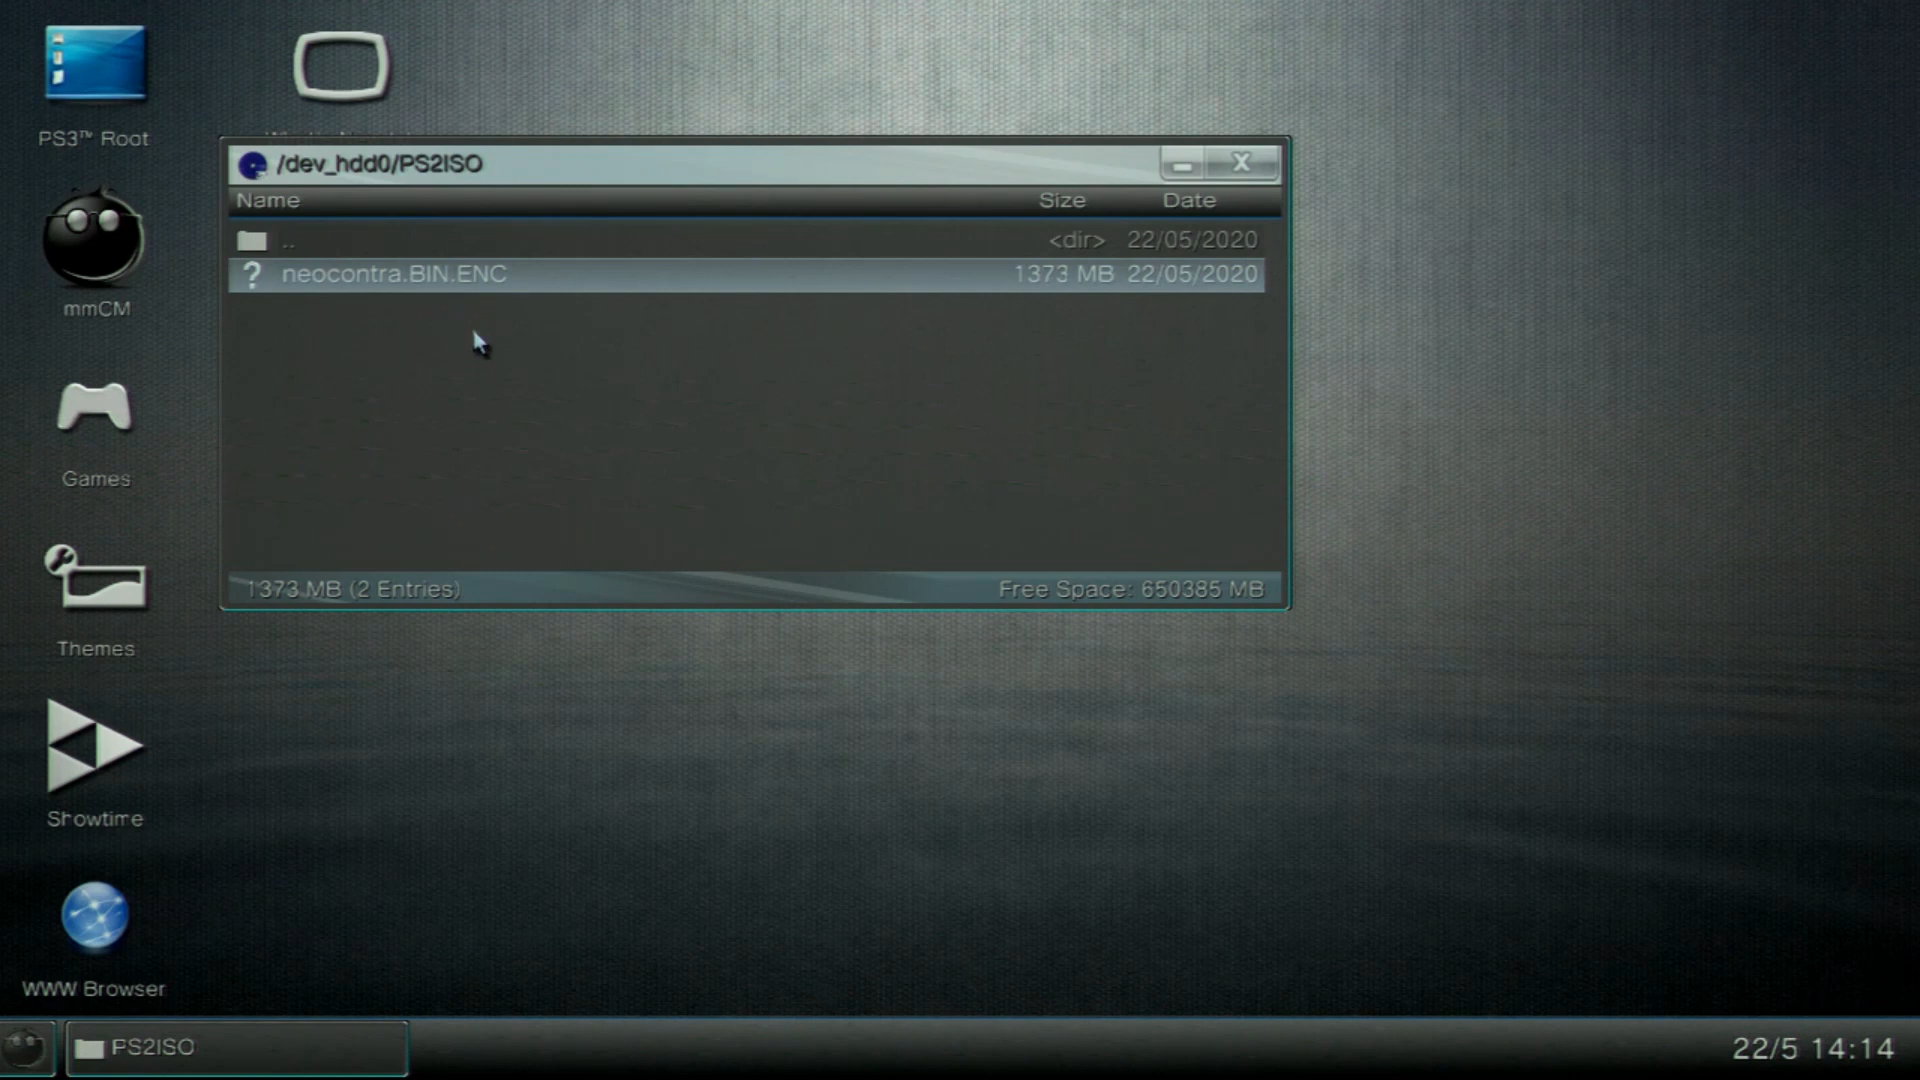 PS3™ Root
mmCM
Games
Themes
Showtime
WWW Browser
/dev_hdd0/PS2ISO
X
Name Size Date
.. <dir> 22/05/2020
? neocontra.BIN.ENC 1373 MB 22/05/2020
1373 MB (2 Entries) Free Space: 650385 MB
PS2ISO
22/5 14:14